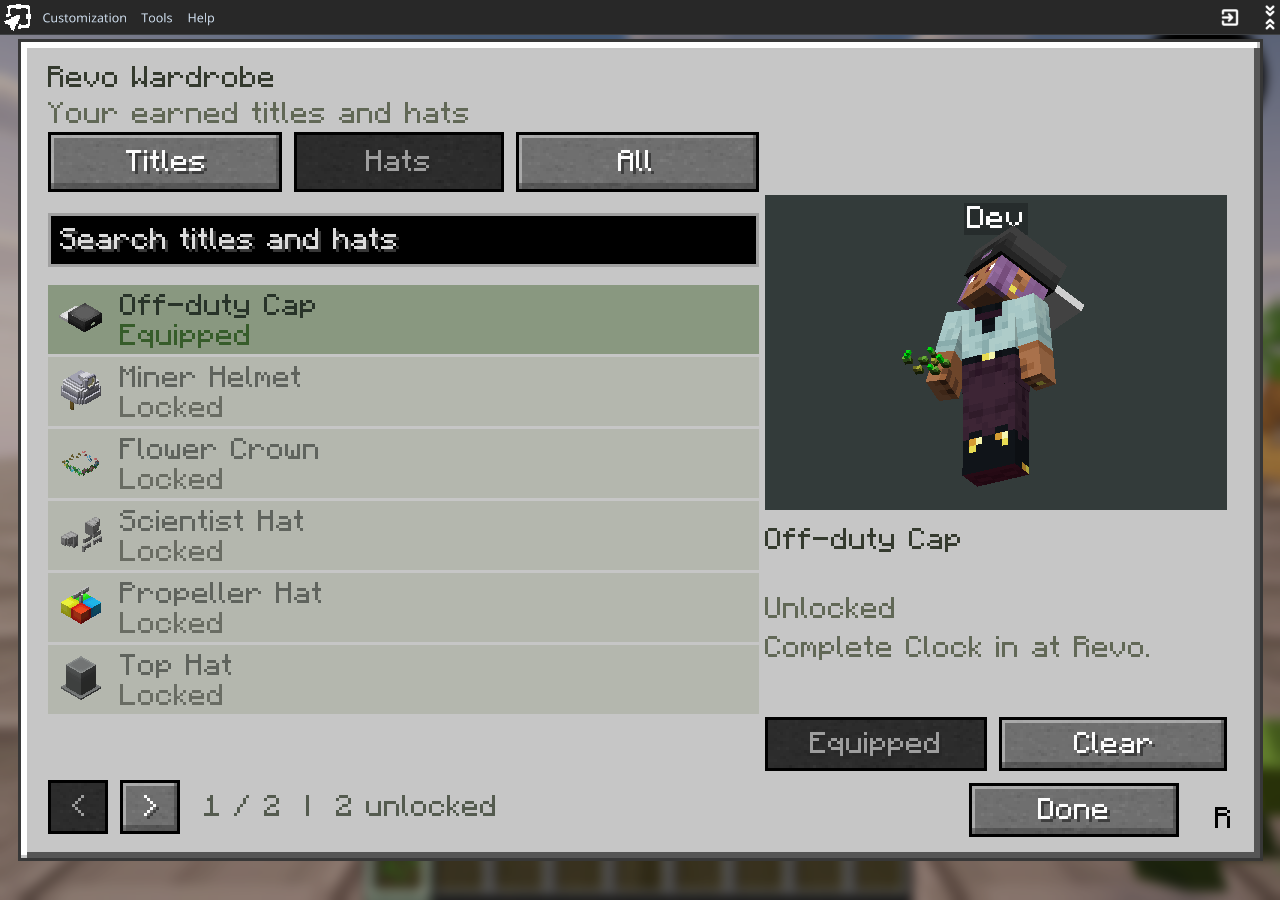 Customization Tools Help
Revo Wardrobe
Your earned titles and hats
Titles Hats All
Search titles and hats
Off-duty Cap
Equipped
Miner Helmet
Locked
Flower Crown
Locked
Scientist Hat
Locked
Propeller Hat
Locked
Top Hat
Locked
< > 1 / 2 | 2 unlocked
Dev
Off-duty Cap
Unlocked
Complete Clock in at Revo.
Equipped Clear
Done R